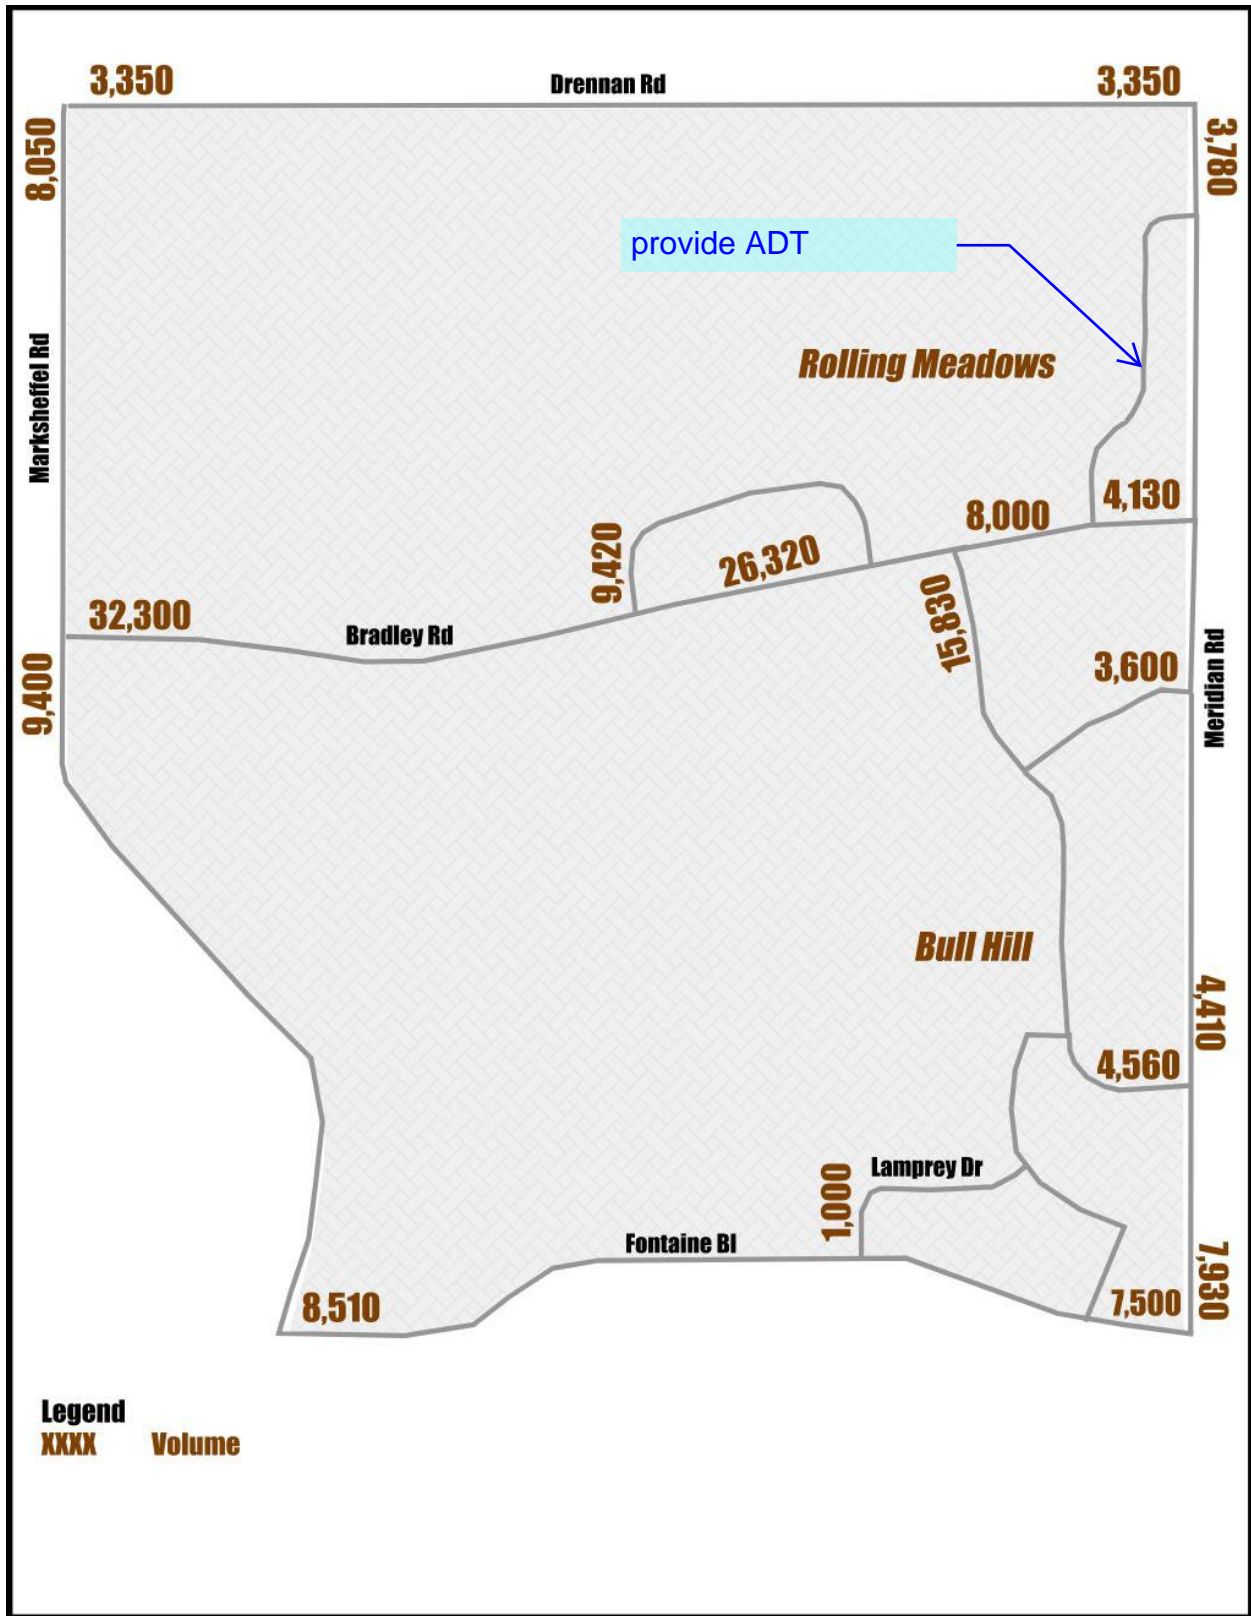 3,350
Drennan Rd
3,350
8,050
3,780
provide ADT
Marksheffel Rd
Rolling Meadows
4,130
8,000
9,420
26,320
15,830
32,300
Bradley Rd
9,400
3,600
Meridian Rd
Bull Hill
4,410
4,560
Lamprey Dr
1,000
Fontaine Bl
7,930
8,510
7,500
Legend
XXXX Volume